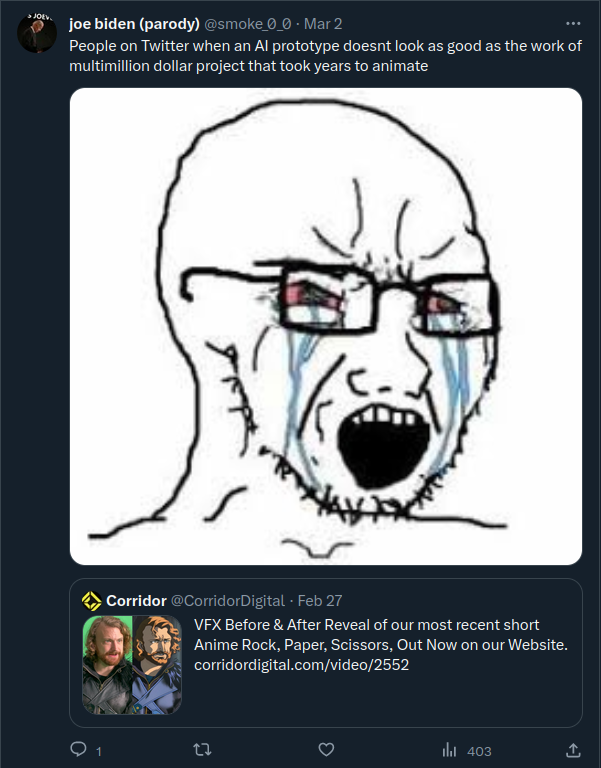 joe biden (parody) @smoke_0_0 · Mar 2
People on Twitter when an AI prototype doesnt look as good as the work of
multimillion dollar project that took years to animate
Corridor @CorridorDigital · Feb 27
VFX Before & After Reveal of our most recent short
Anime Rock, Paper, Scissors, Out Now on our Website.
corridordigital.com/video/2552
1
403